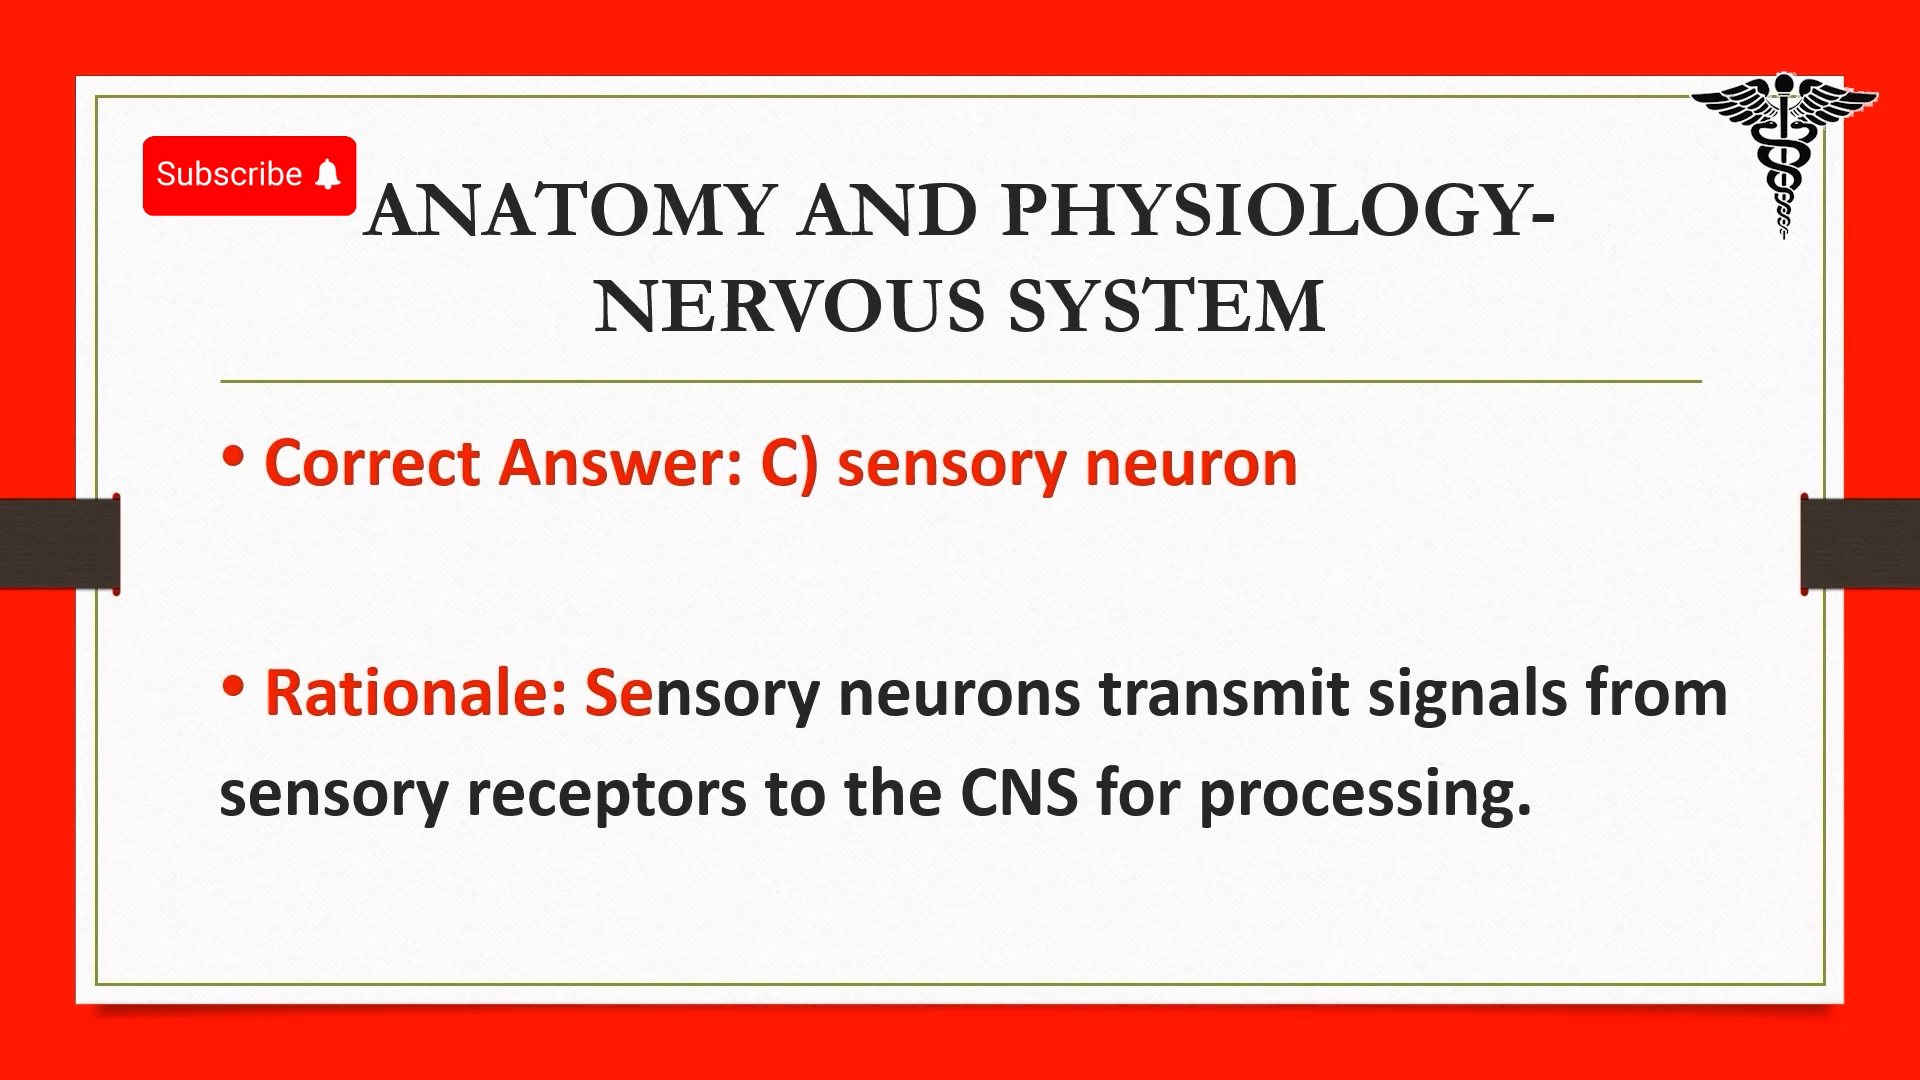 Subscribe
ANATOMY AND PHYSIOLOGY-
NERVOUS SYSTEM
• Correct Answer: C) sensory neuron
• Rationale: Sensory neurons transmit signals from
sensory receptors to the CNS for processing.